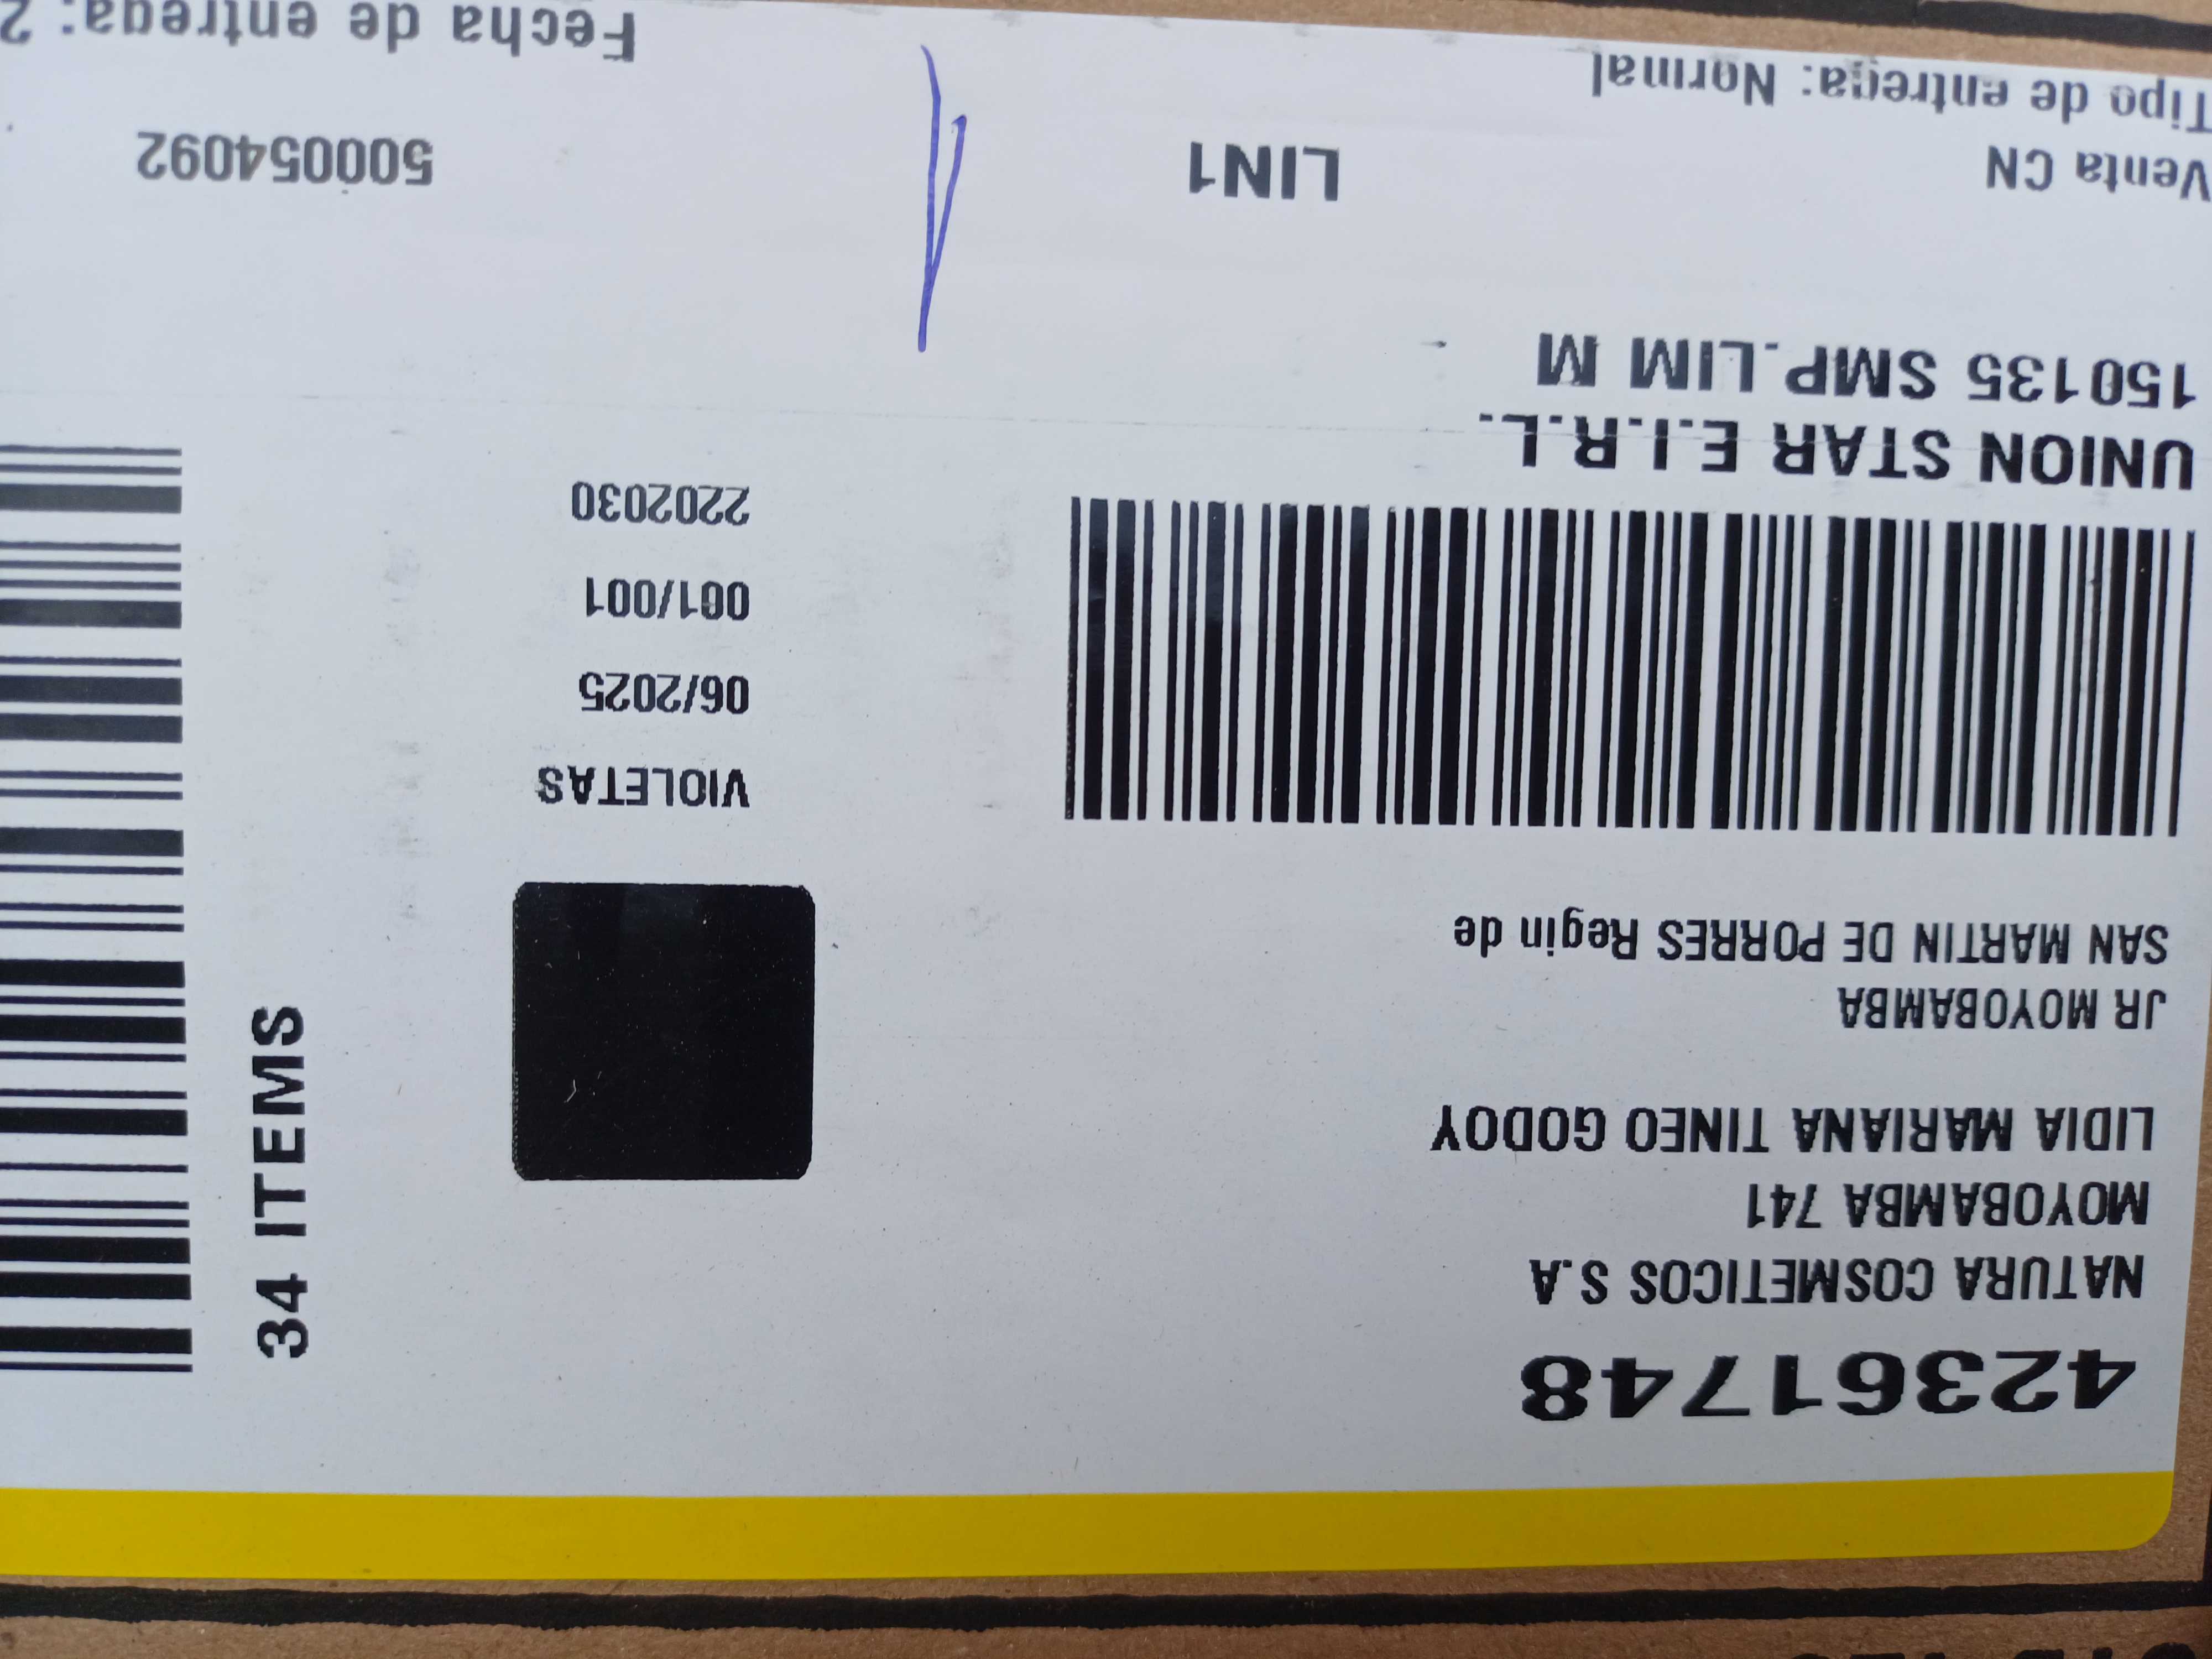 42361748
NATURA COSMETICOS S.A
MOYOBAMBA 741
LIDIA MARIANA TINEO GODOY
JR MOYOBAMBA
SAN MARTIN DE PORRES Regin de
UNION STAR E.I.R.L.
150135 SMP.LIM M
Venta CN
LIN1
Tipo de entrega: Normal
34 ITEMS
VIOLETAS
06/2025
001/001
2202030
500054092
Fecha de entrega: 2